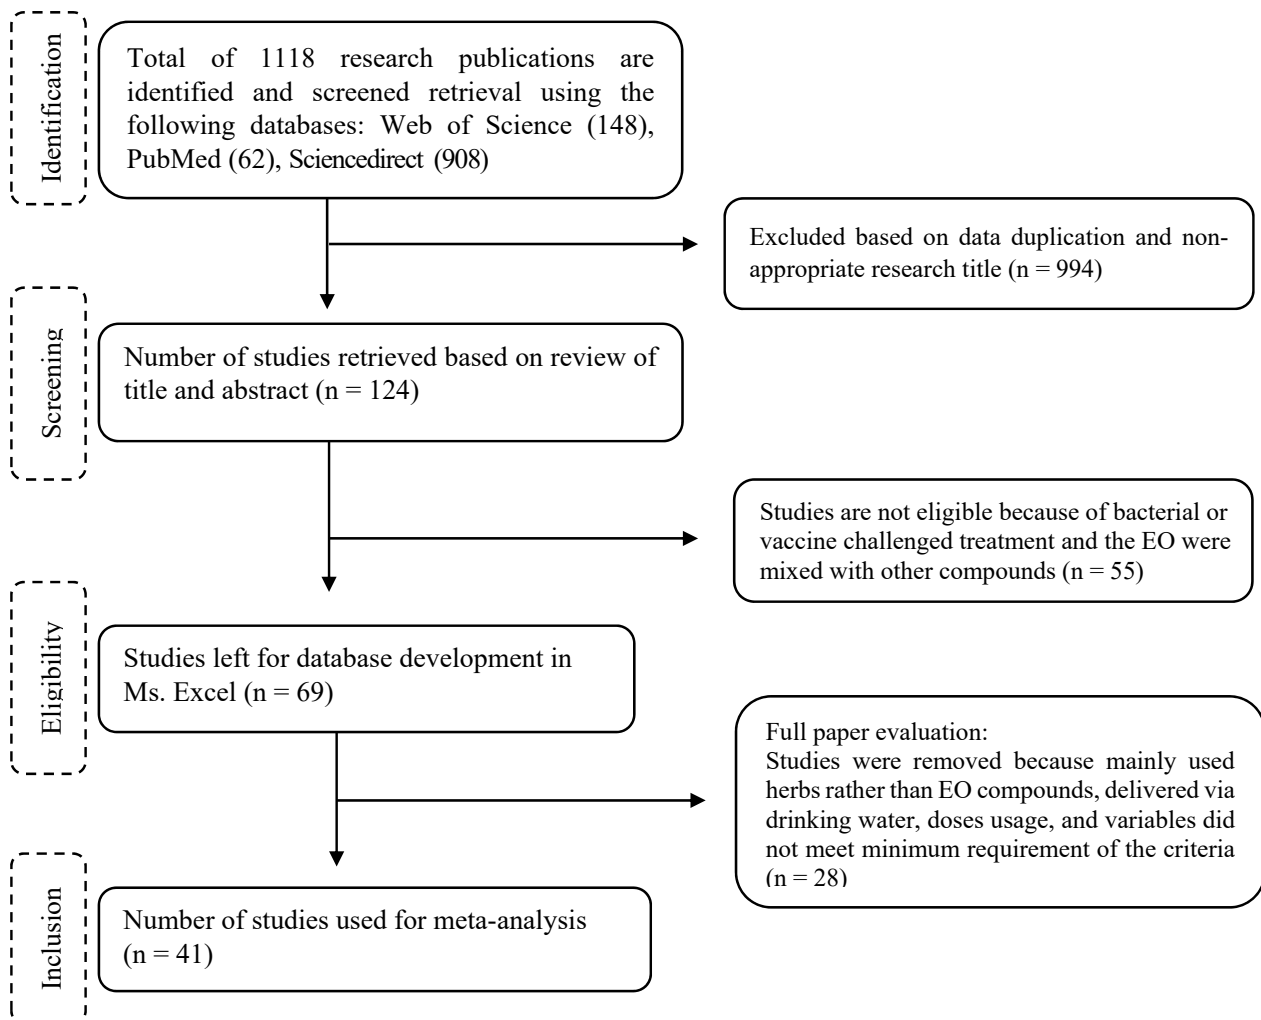 Identification
Total of 1118 research publications are
identified and screened retrieval using the
following databases: Web of Science (148),
PubMed (62), Sciencedirect (908)
Excluded based on data duplication and non-
appropriate research title (n = 994)
Screening
Number of studies retrieved based on review of
title and abstract (n = 124)
Studies are not eligible because of bacterial or
vaccine challenged treatment and the EO were
mixed with other compounds (n = 55)
Eligibility
Studies left for database development in
Ms. Excel (n = 69)
Full paper evaluation:
Studies were removed because mainly used
herbs rather than EO compounds, delivered via
drinking water, doses usage, and variables did
not meet minimum requirement of the criteria
(n = 28)
Inclusion
Number of studies used for meta-analysis
(n = 41)